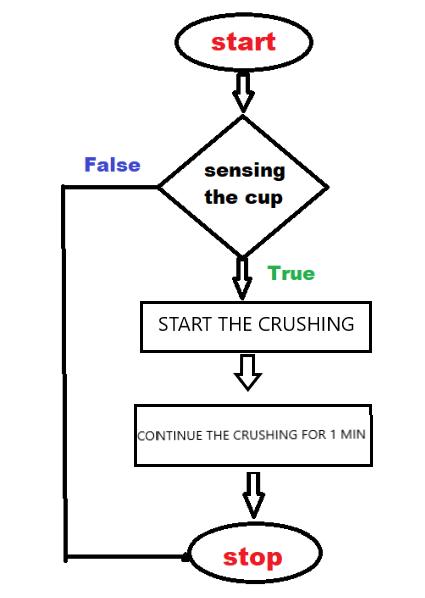 start
False
sensing
the cup
True
START THE CRUSHING
CONTINUE THE CRUSHING FOR 1 MIN
stop